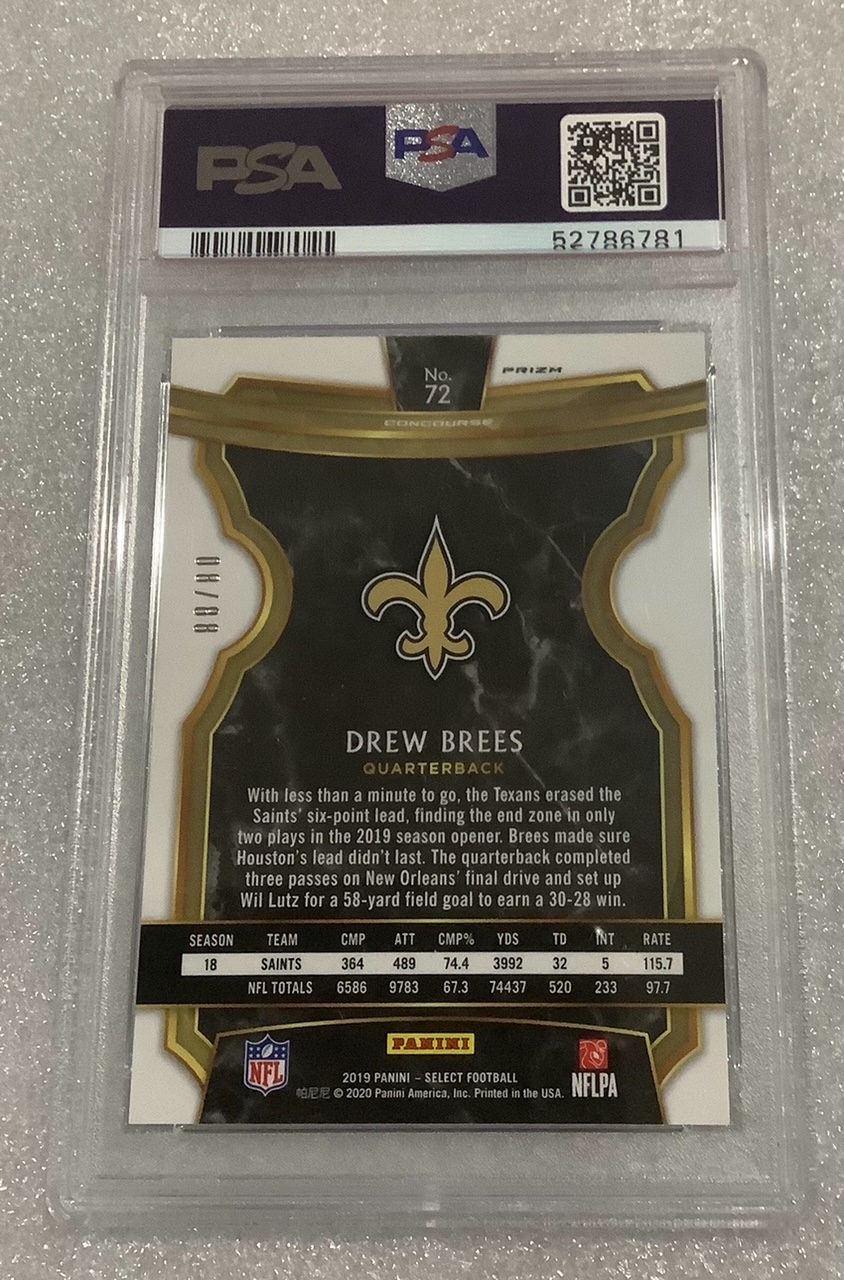 PSA
PSA
52786781
No.
72
PRIZM
CONCOURSE
DREW BREES
QUARTERBACK
With less than a minute to go, the Texans erased the
Saints' six-point lead, finding the end zone in only
two plays in the 2019 season opener. Brees made sure
Houston's lead didn't last. The quarterback completed
three passes on New Orleans' final drive and set up
Wil Lutz for a 58-yard field goal to earn a 30-28 win.
SEASON TEAM CMP ATT CMP% YDS TD INT RATE
18 SAINTS 364 489 74.4 3992 32 5 115.7
NFL TOTALS 6586 9783 67.3 74437 520 233 97.7
NFL
PANINI
NFLPA
2019 PANINI – SELECT FOOTBALL
帕尼尼 © 2020 Panini America, Inc. Printed in the USA.